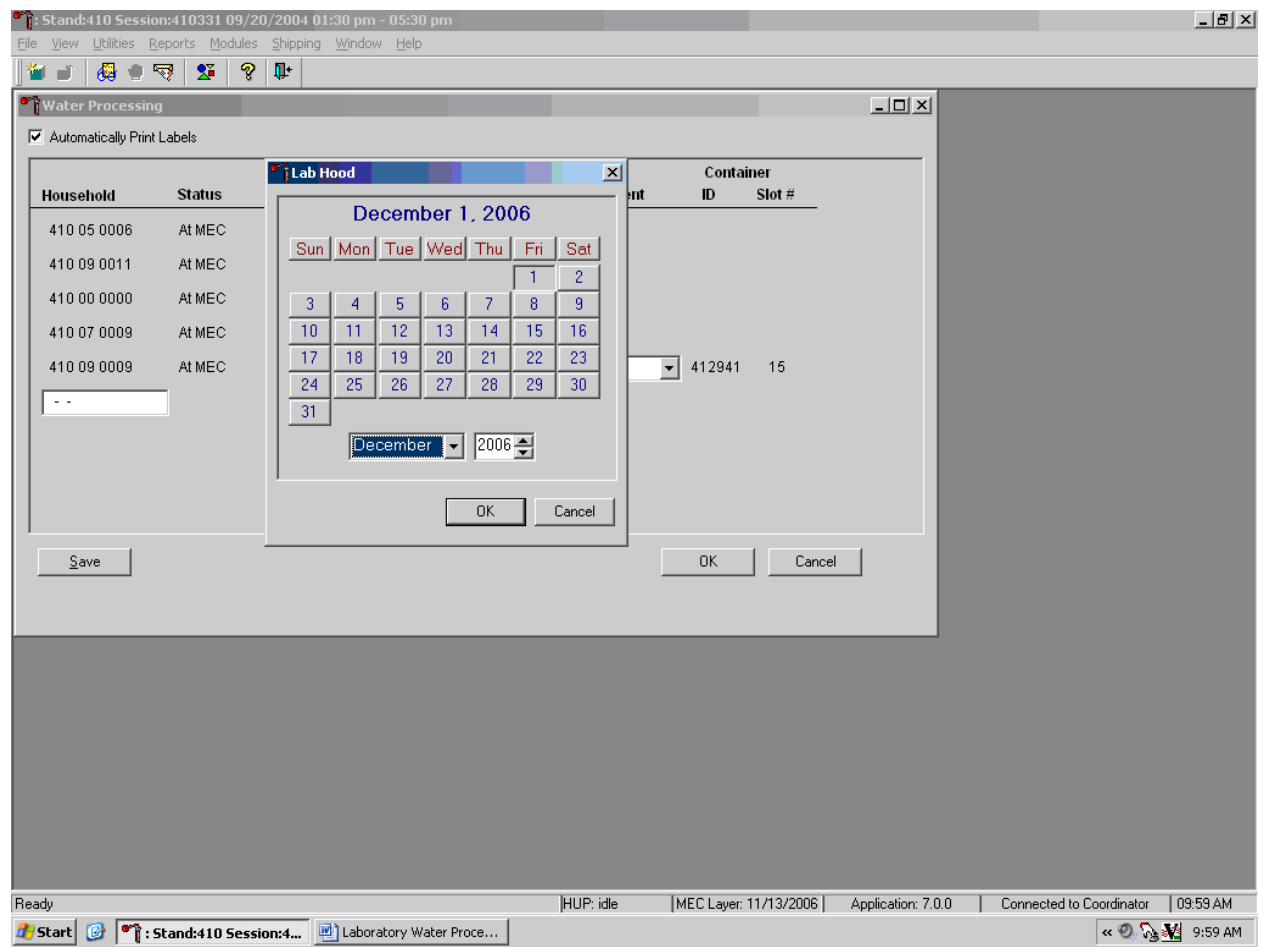 : Stand:410 Session:410331 09/20/2004 01:30 pm - 05:30 pm
File View Utilities Reports Modules Shipping Window Help
Water Processing
Automatically Print Labels
Container
Household Status ent ID Slot #
410 05 0006 At MEC
410 09 0011 At MEC
410 00 0000 At MEC
410 07 0009 At MEC
410 09 0009 At MEC 412941 15
- -
Lab Hood
December 1, 2006
Sun Mon Tue Wed Thu Fri Sat
1 2
3 4 5 6 7 8 9
10 11 12 13 14 15 16
17 18 19 20 21 22 23
24 25 26 27 28 29 30
31
December 2006
OK Cancel
Save OK Cancel
Ready HUP: idle MEC Layer: 11/13/2006 Application: 7.0.0 Connected to Coordinator 09:59 AM
Start : Stand:410 Sessi­on:4... Laboratory Water Proce... « 9:59 AM